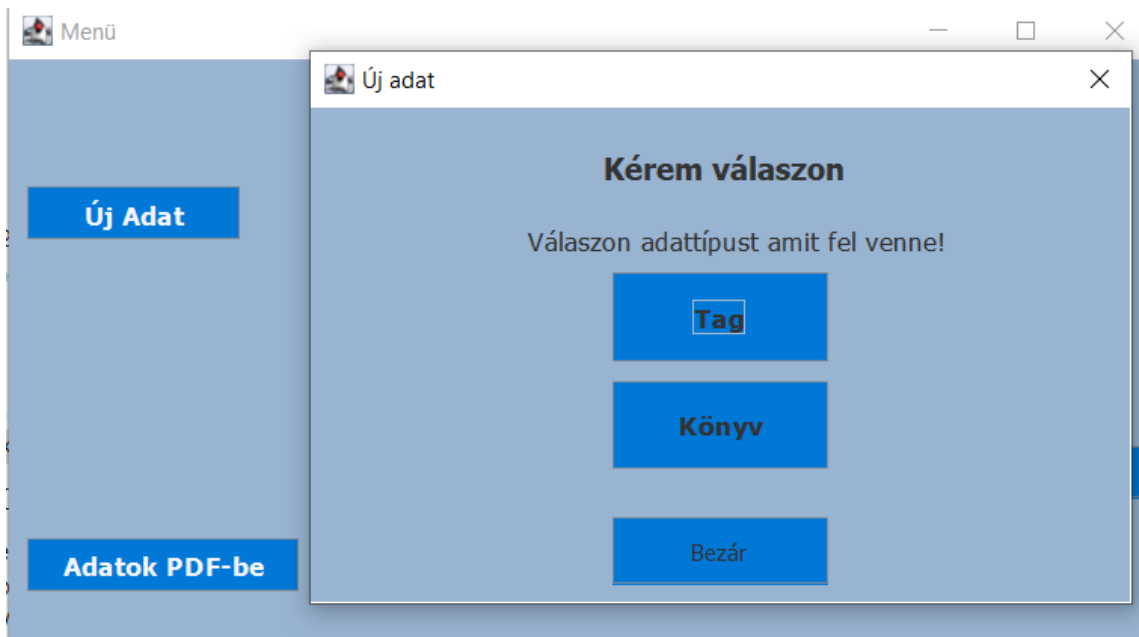 Menü
Új adat
Kérem válaszon
Új Adat
Válaszon adattípust amit fel venne!
Tag
Könyv
Bezár
Adatok PDF-be